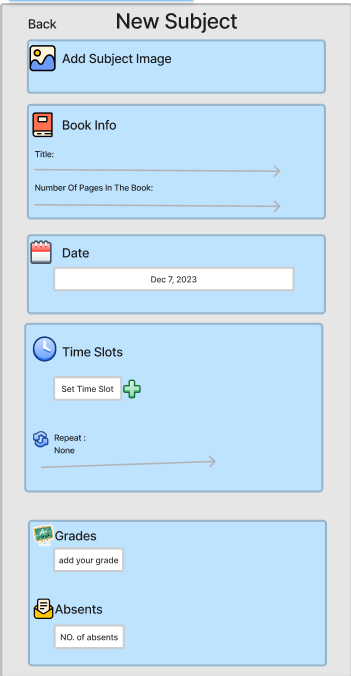 Back
New Subject
Add Subject Image
Book Info
Title:
Number Of Pages In The Book:
Date
Dec 7, 2023
Time Slots
Set Time Slot
Repeat :
None
Grades
add your grade
Absents
NO. of absents